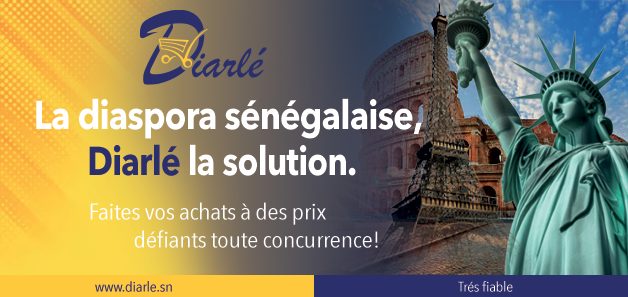 Diarlé
La diaspora sénégalaise,
Diarlé la solution.
Faites vos achats à des prix
défiants toute concurrence!
www.diarle.sn
Trés fiable